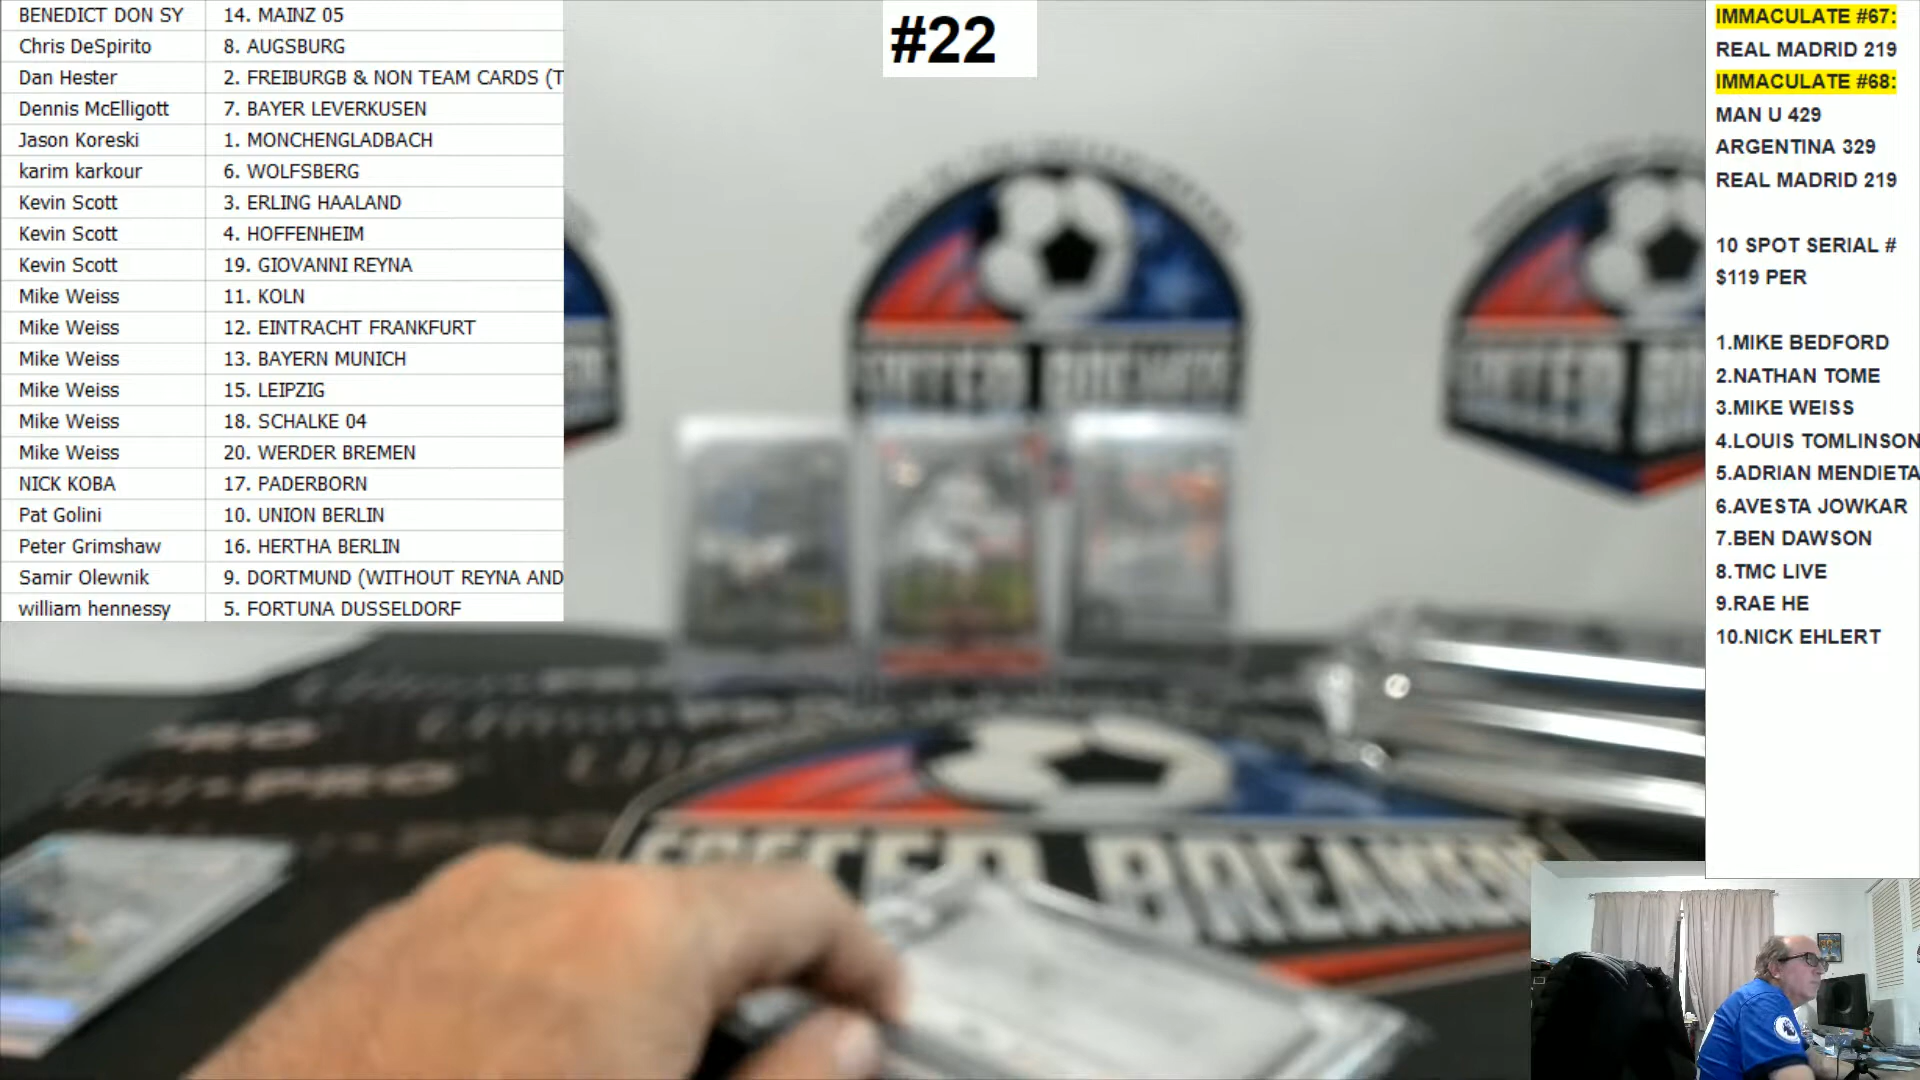 BENEDICT DON SY 14. MAINZ 05
Chris DeSpirito 8. AUGSBURG
Dan Hester 2. FREIBURGB & NON TEAM CARDS (T
Dennis McElligott 7. BAYER LEVERKUSEN
Jason Koreski 1. MONCHENGLADBACH
karim karkour 6. WOLFSBERG
Kevin Scott 3. ERLING HAALAND
Kevin Scott 4. HOFFENHEIM
Kevin Scott 19. GIOVANNI REYNA
Mike Weiss 11. KOLN
Mike Weiss 12. EINTRACHT FRANKFURT
Mike Weiss 13. BAYERN MUNICH
Mike Weiss 15. LEIPZIG
Mike Weiss 18. SCHALKE 04
Mike Weiss 20. WERDER BREMEN
NICK KOBA 17. PADERBORN
Pat Golini 10. UNION BERLIN
Peter Grimshaw 16. HERTHA BERLIN
Samir Olewnik 9. DORTMUND (WITHOUT REYNA AND
william hennessy 5. FORTUNA DUSSELDORF
#22
IMMACULATE #67:
REAL MADRID 219
IMMACULATE #68:
MAN U 429
ARGENTINA 329
REAL MADRID 219
10 SPOT SERIAL #
$119 PER
1.MIKE BEDFORD
2.NATHAN TOME
3.MIKE WEISS
4.LOUIS TOMLINSON
5.ADRIAN MENDIETA
6.AVESTA JOWKAR
7.BEN DAWSON
8.TMC LIVE
9.RAE HE
10.NICK EHLERT
SOCCER BREAKERS